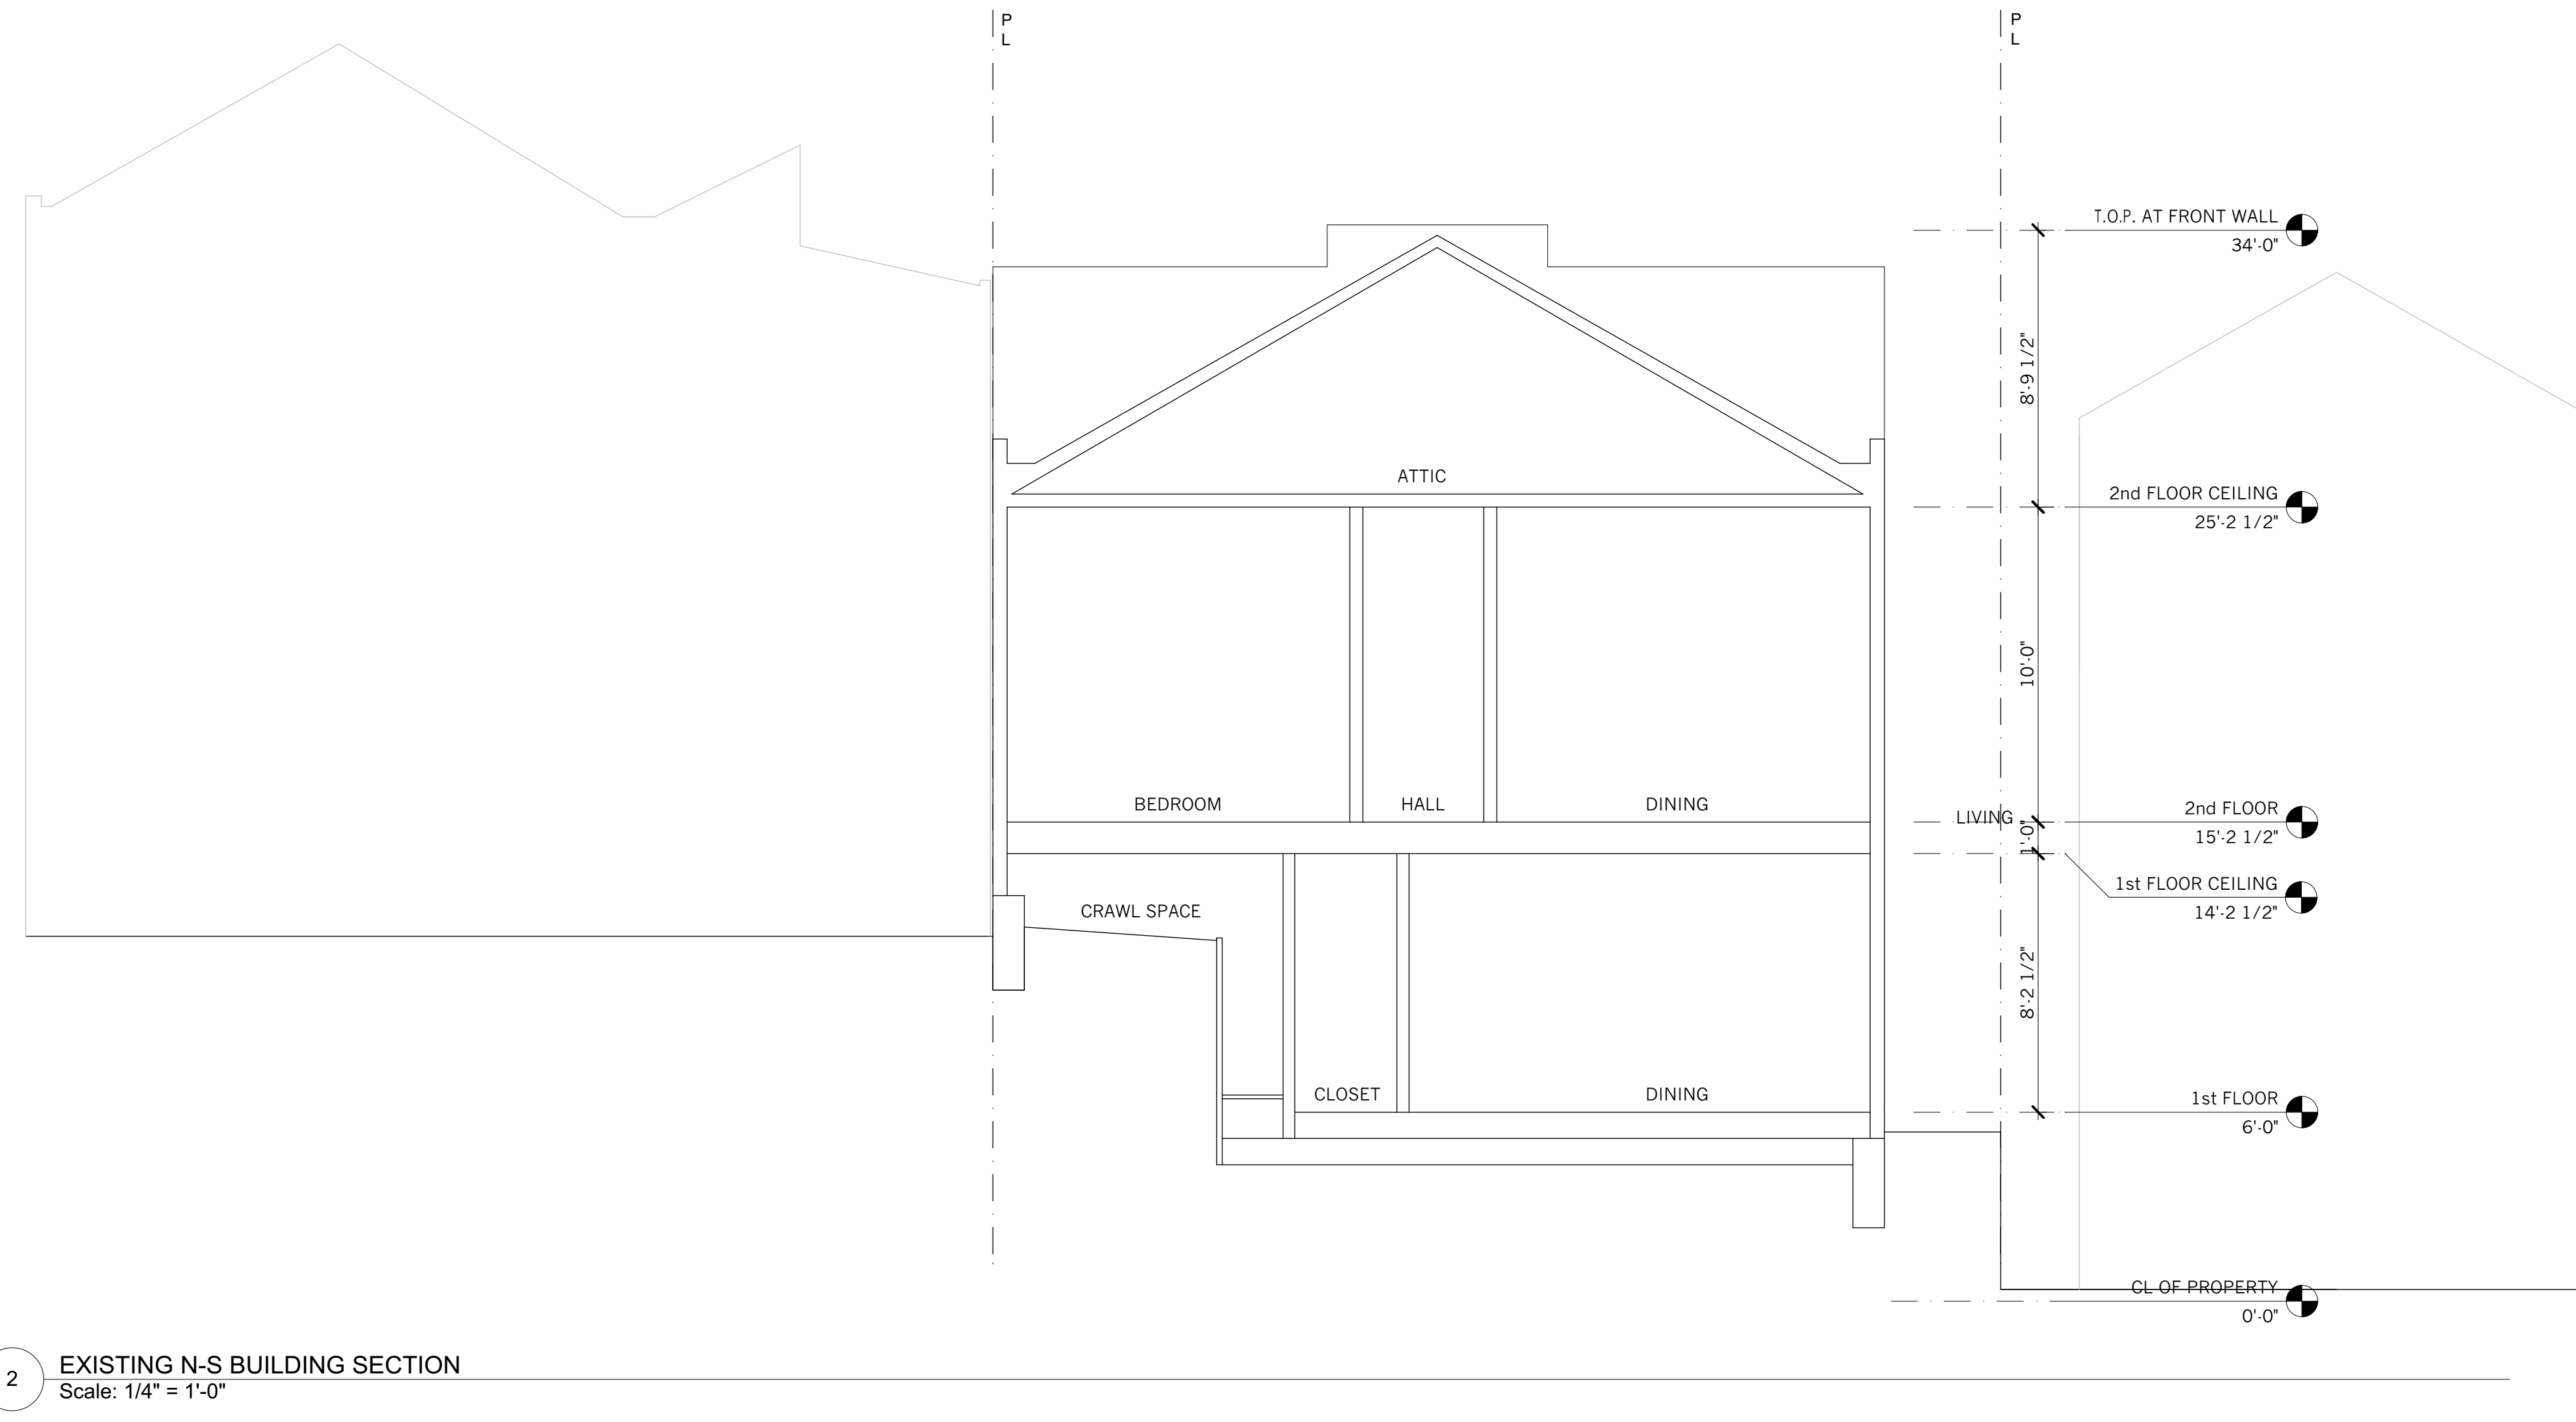 P
L
P
L
T.O.P. AT FRONT WALL
34'-0"
8'-9 1/2"
ATTIC
2nd FLOOR CEILING
25'-2 1/2"
10'-0"
BEDROOM
HALL
DINING
LIVING
2nd FLOOR
15'-2 1/2"
1'-0"
1st FLOOR CEILING
14'-2 1/2"
CRAWL SPACE
8'-2 1/2"
CLOSET
DINING
1st FLOOR
6'-0"
CL OF PROPERTY
0'-0"
2
EXISTING N-S BUILDING SECTION
Scale: 1/4" = 1'-0"